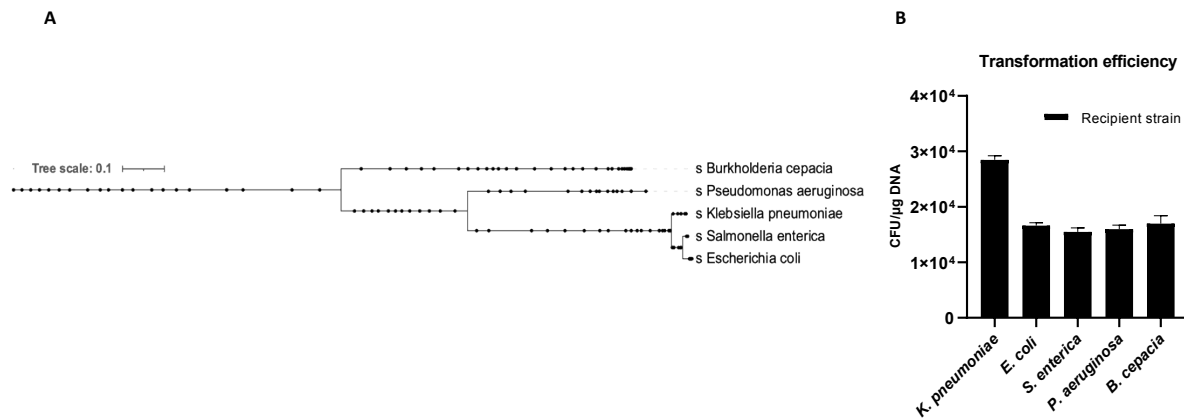 A
Tree scale: 0.1
s Burkholderia cepacia
s Pseudomonas aeruginosa
s Klebsiella pneumoniae
s Salmonella enterica
s Escherichia coli
B
Transformation efficiency
4×10⁴
3×10⁴
2×10⁴
1×10⁴
0
CFU/µg DNA
Recipient strain
K. pneumoniae
E. coli
S. enterica
P. aeruginosa
B. cepacia